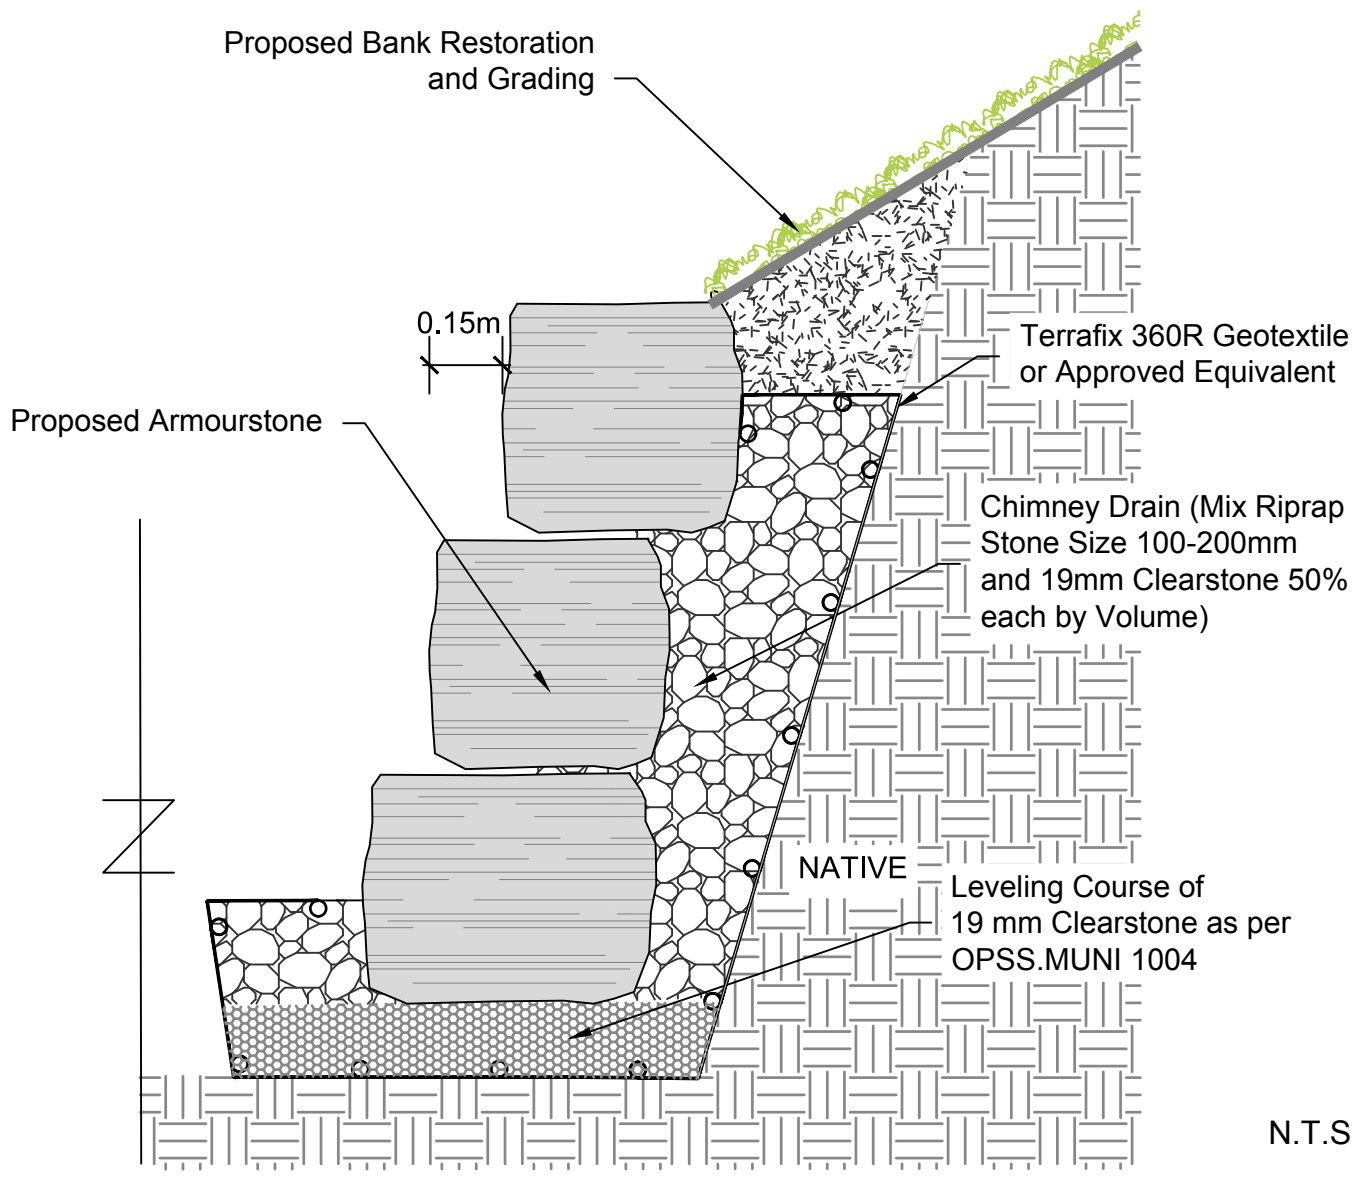 Proposed Bank Restoration
and Grading
0.15m
Terrafix 360R Geotextile
or Approved Equivalent
Proposed Armourstone
Chimney Drain (Mix Riprap
Stone Size 100-200mm
and 19mm Clearstone 50%
each by Volume)
NATIVE
Leveling Course of
19 mm Clearstone as per
OPSS.MUNI 1004
N.T.S